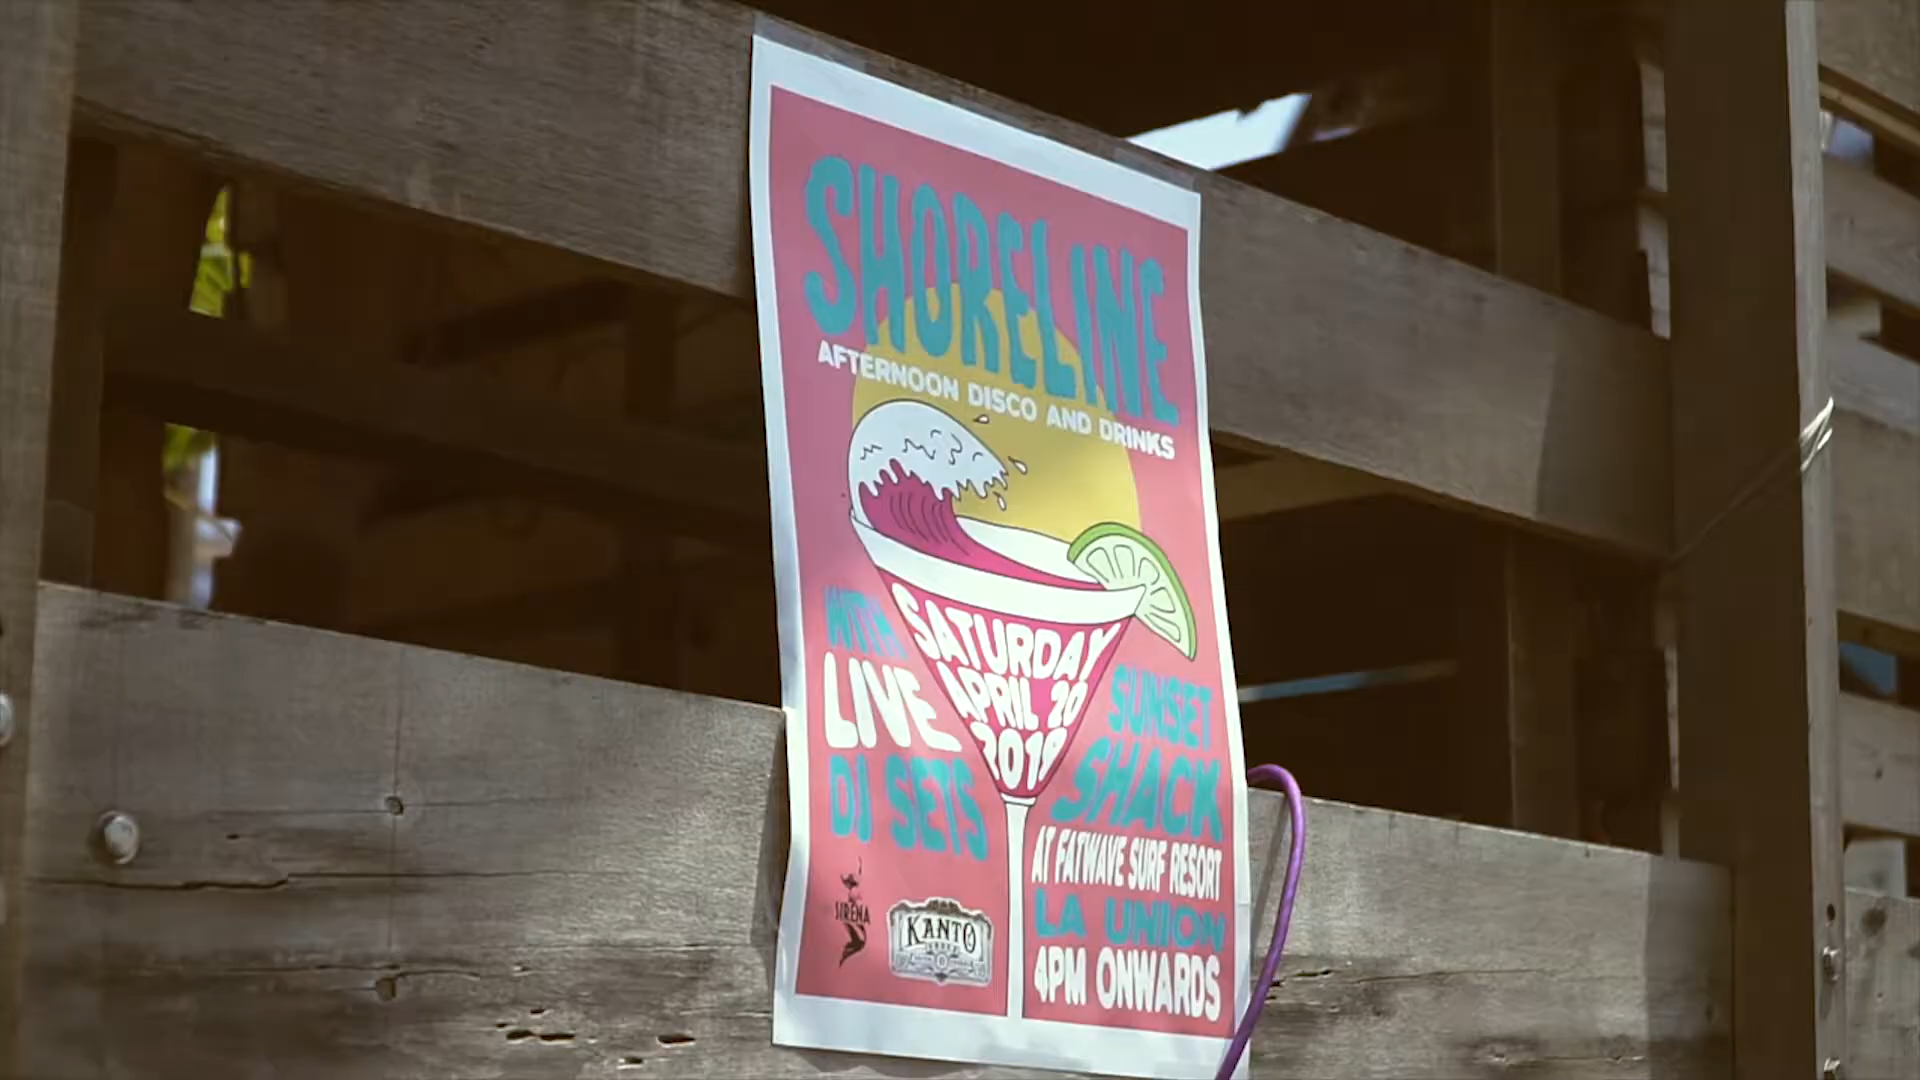 SHORELINE
AFTERNOON DISCO AND DRINKS
SATURDAY
APRIL 20
2019
WITH
LIVE
DJ SETS
SUNSET
SHACK
AT FATWAVE SURF RESORT
LA UNION
4PM ONWARDS
SIRENA
KANTO